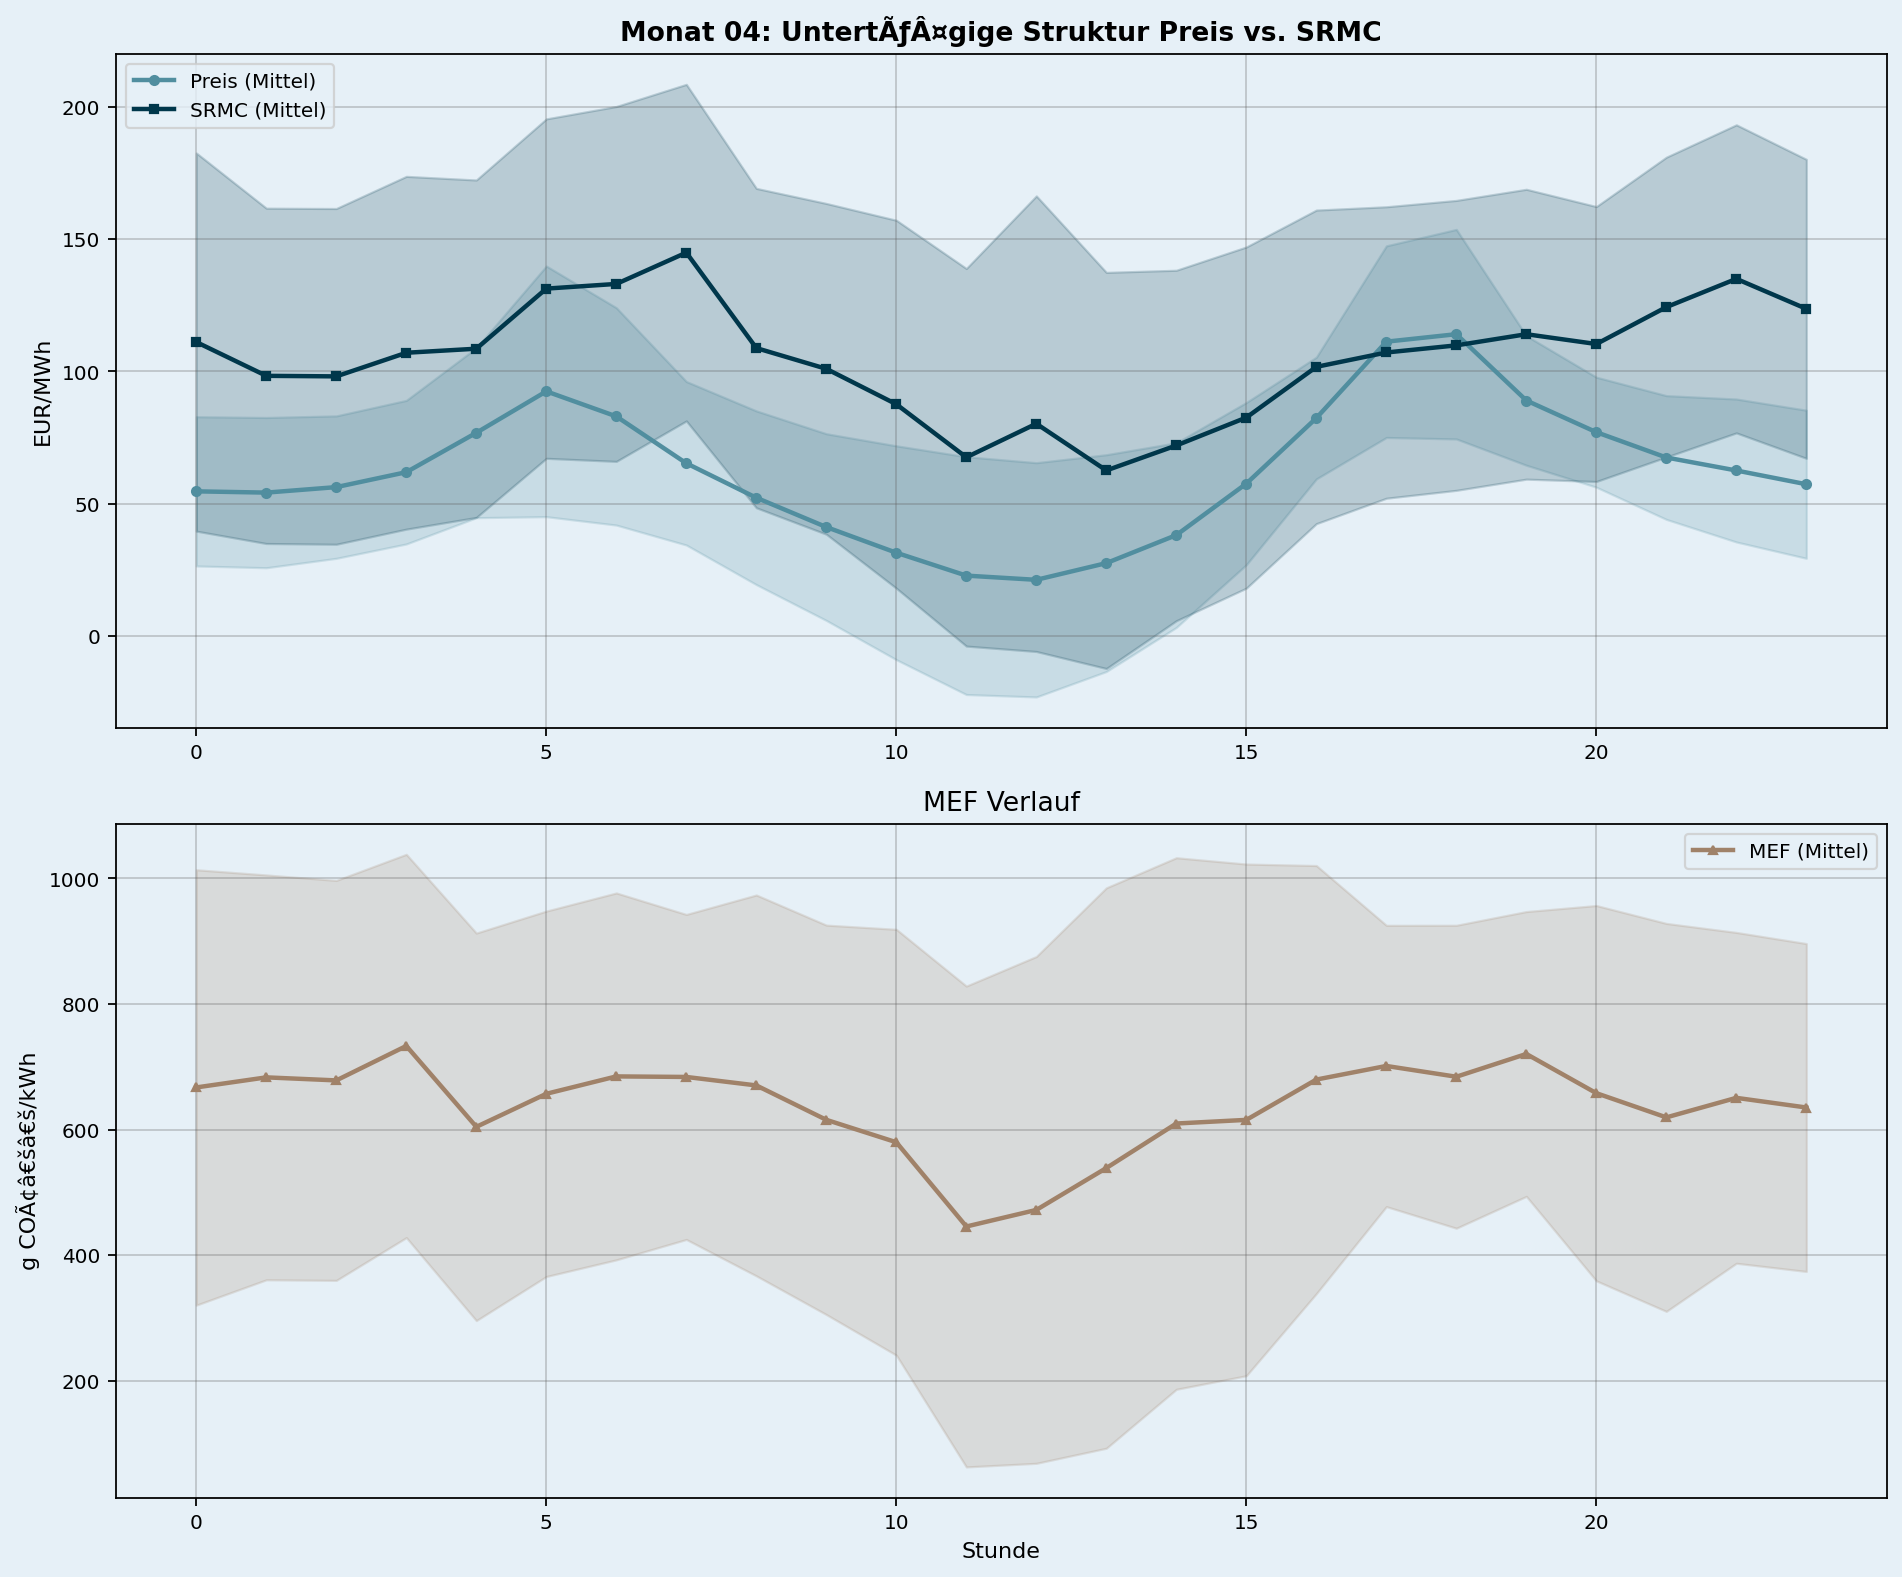 Monat 04: UntertÃƒÂ¤gige Struktur Preis vs. SRMC
Preis (Mittel)
SRMC (Mittel)
EUR/MWh
200
150
100
50
0
0 5 10 15 20
MEF Verlauf
MEF (Mittel)
g COÃ¢â€šâ€š/kWh
1000
800
600
400
200
0 5 10 15 20
Stunde